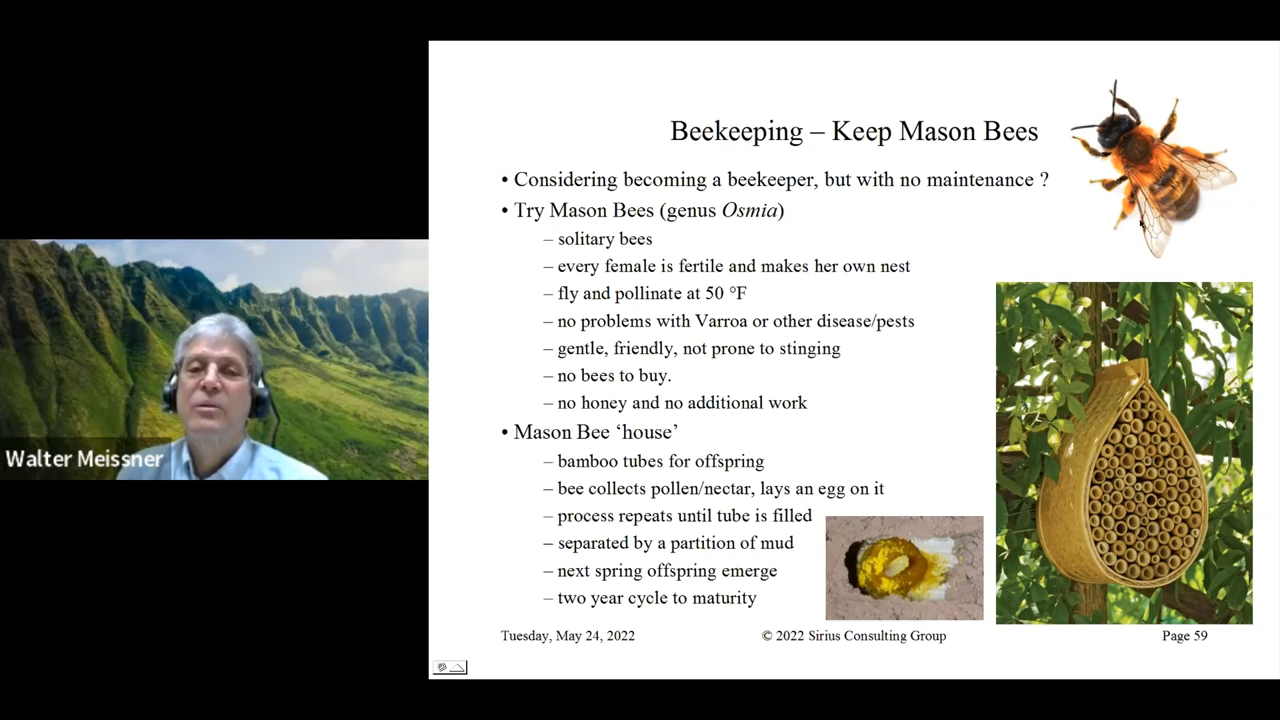 Beekeeping – Keep Mason Bees
• Considering becoming a beekeeper, but with no maintenance ?
• Try Mason Bees (genus Osmia)
– solitary bees
– every female is fertile and makes her own nest
– fly and pollinate at 50 °F
– no problems with Varroa or other disease/pests
– gentle, friendly, not prone to stinging
– no bees to buy.
– no honey and no additional work
• Mason Bee ‘house’
– bamboo tubes for offspring
– bee collects pollen/nectar, lays an egg on it
– process repeats until tube is filled
– separated by a partition of mud
– next spring offspring emerge
– two year cycle to maturity
Tuesday, May 24, 2022 © 2022 Sirius Consulting Group Page 59
Walter Meissner